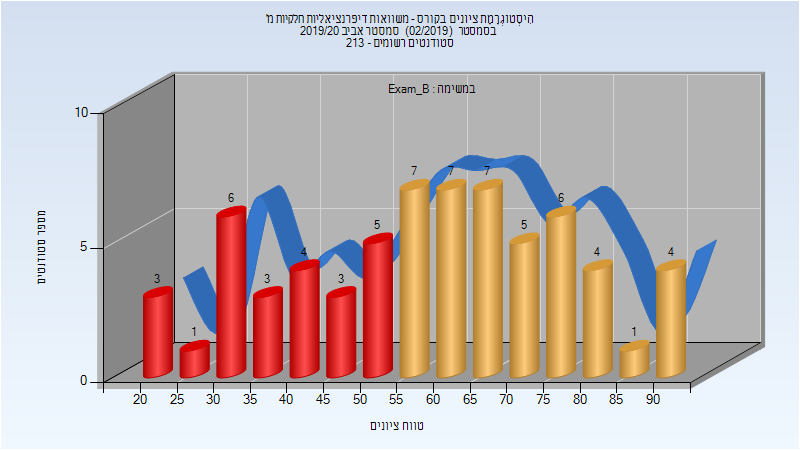 היסטוגרמת ציונים בקורס - משוואות דיפרנציאליות חלקיות מ'
בסמסטר (02/2019) סמסטר אביב 2019/20
סטודנטים רשומים - 213
במשימה : Exam_B
מספר סטודנטים
10
5
0
3
1
6
3
4
3
5
7
7
7
5
6
4
1
4
20 25 30 35 40 45 50 55 60 65 70 75 80 85 90
טווח ציונים